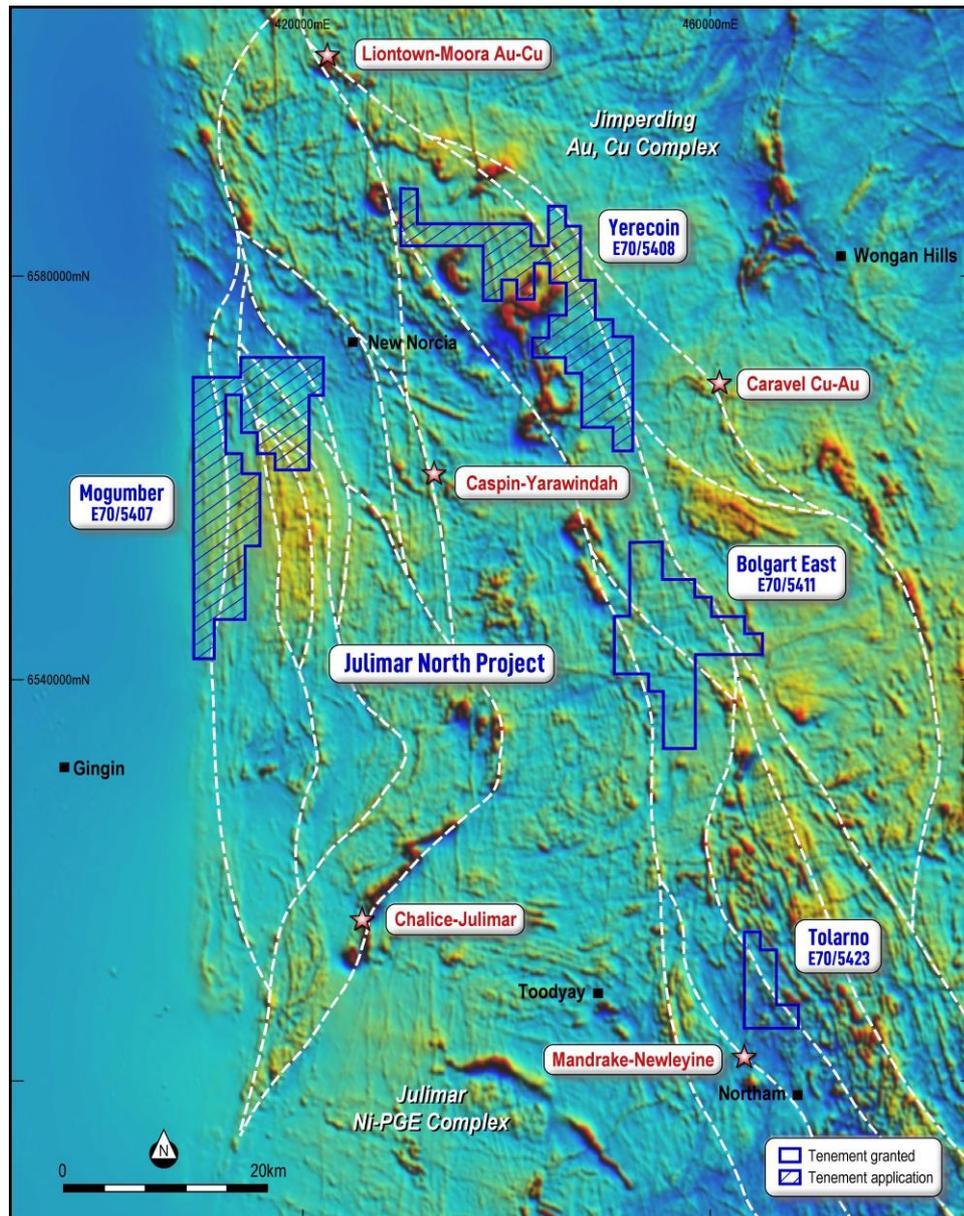 420000mE
460000mE
Liontown-Moora Au-Cu
Jimperding
Au, Cu Complex
Yerecoin
E70/5408
Wongan Hills
6580000mN
New Norcia
Caravel Cu-Au
Mogumber
E70/5407
Caspin-Yarawindah
Bolgart East
E70/5411
Julimar North Project
6540000mN
Gingin
Chalice-Julimar
Tolarno
E70/5423
Toodyay
Mandrake-Newleyine
Northam
Julimar
Ni-PGE Complex
N
0 20km
Tenement granted
Tenement application